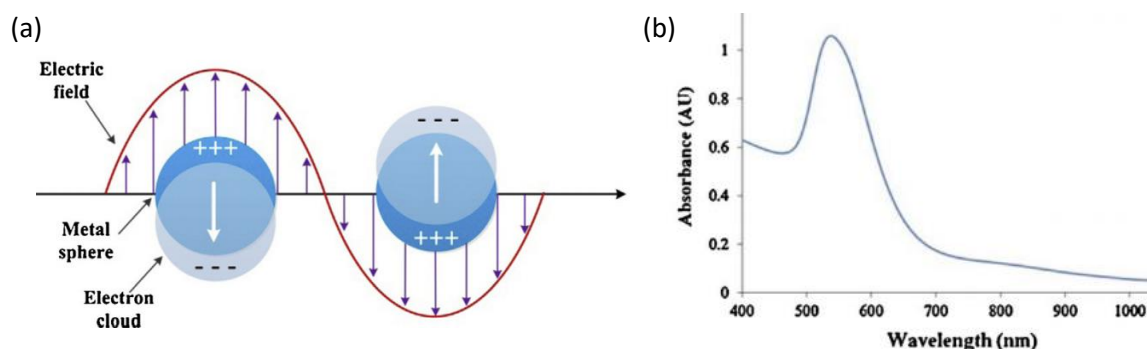 (a)
Electric
field
+++
- - -
Metal
sphere
- - -
+++
Electron
cloud
(b)
Absorbance (AU)
1
0.8
0.6
0.4
0.2
0
400 500 600 700 800 900 1000
Wavelength (nm)